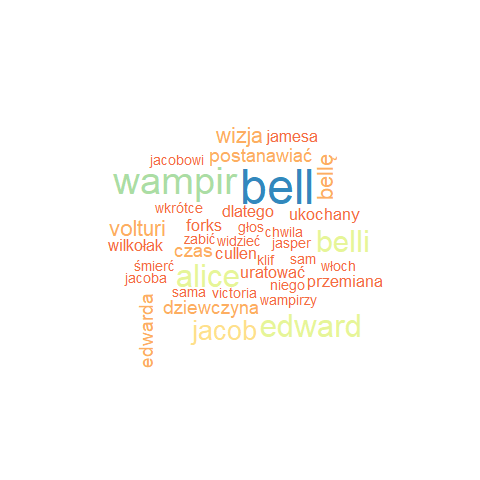 wizja jamesa
jacobowi postanawiać
wampir bell bellę
wkrótce dlatego ukochany
volturi forks głos chwila
wilkołak zabić widzieć jasper belli
czas cullen klif sam
śmierć alice uratować włoch
jacoba niego przemiana
sama victoria wampirzy
edwarda dziewczyna
jacob edward